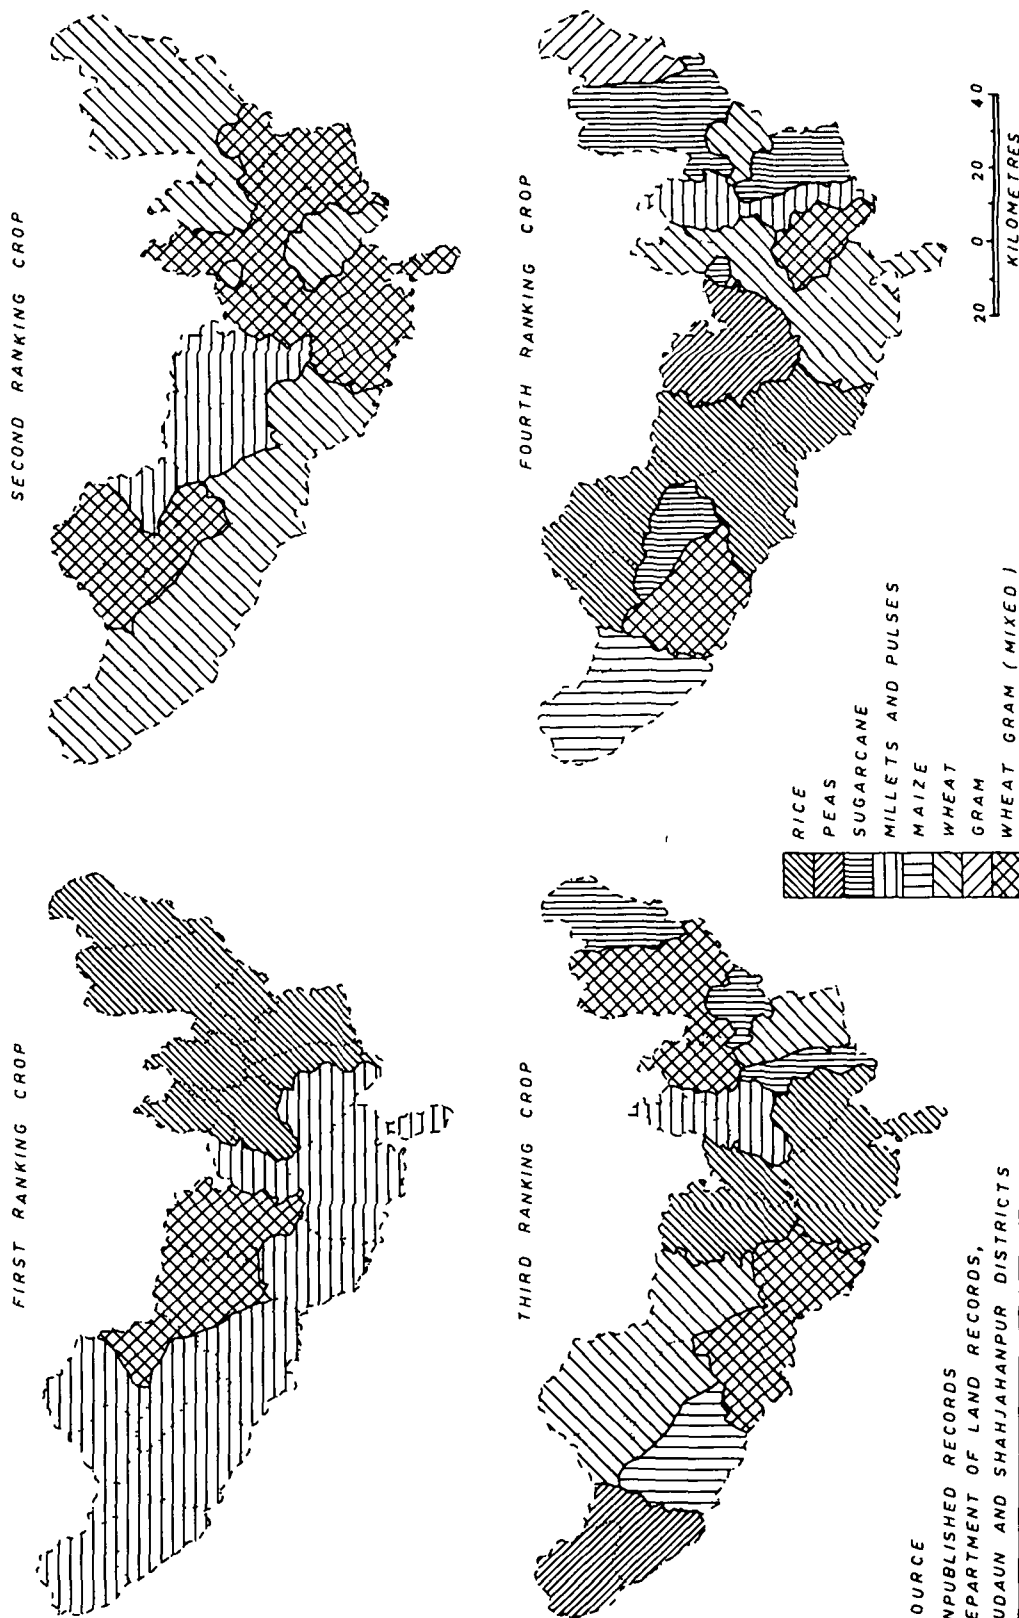 FIRST RANKING CROP
SECOND RANKING CROP
THIRD RANKING CROP
FOURTH RANKING CROP
RICE
PEAS
SUGARCANE
MILLETS AND PULSES
MAIZE
WHEAT
GRAM
WHEAT GRAM (MIXED)
20 0 20 40
KILOMETRES
OURCE
NPUBLISHED RECORDS
EPARTMENT OF LAND RECORDS,
UDAUN AND SHAHJAHANPUR DISTRICTS